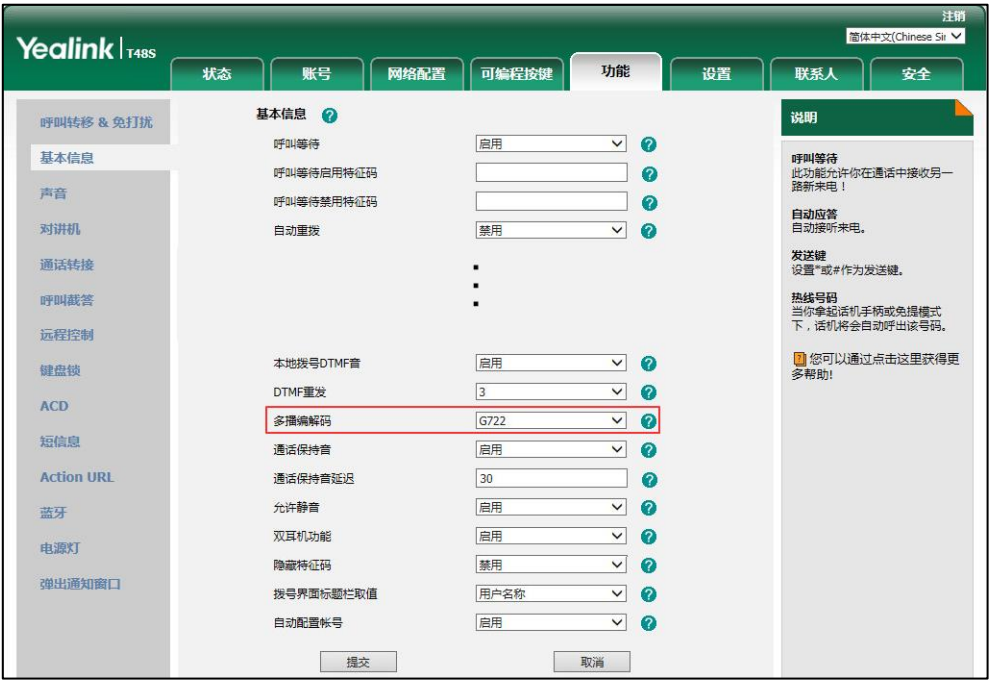 注销
Yealink T48S
简体中文(Chinese Sir
状态 账号 网络配置 可编程按键 功能 设置 联系人 安全
呼叫转移 & 免打扰
基本信息
声音
对讲机
通话转接
呼叫截答
远程控制
键盘锁
ACD
短信息
Action URL
蓝牙
电源灯
弹出通知窗口
基本信息 ?
呼叫等待 启用 ?
呼叫等待启用特征码 ?
呼叫等待禁用特征码 ?
自动重拨 禁用 ?
本地拨号DTMF音 启用 ?
DTMF重发 3 ?
多播编解码 G722 ?
通话保持音 启用 ?
通话保持音延迟 30 ?
允许静音 启用 ?
双耳机功能 启用 ?
隐藏特征码 禁用 ?
拨号界面标题栏取值 用户名称 ?
自动配置帐号 启用 ?
提交 取消
说明
呼叫等待
此功能允许你在通话中接收另一
路新来电！
自动应答
自动接听来电。
发送键
设置*或#作为发送键。
热线号码
当你拿起话机手柄或免提模式
下，话机将会自动呼出该号码。
? 您可以通过点击这里获得更
多帮助!